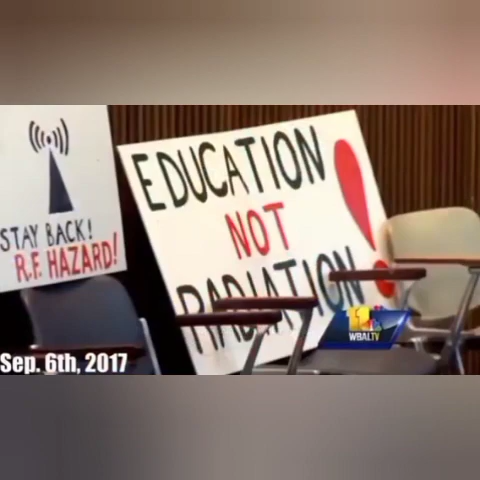 STAY BACK!
R.F. HAZARD!
EDUCATION
NOT
RADIATION!
11
WBALTV
Sep. 6th, 2017